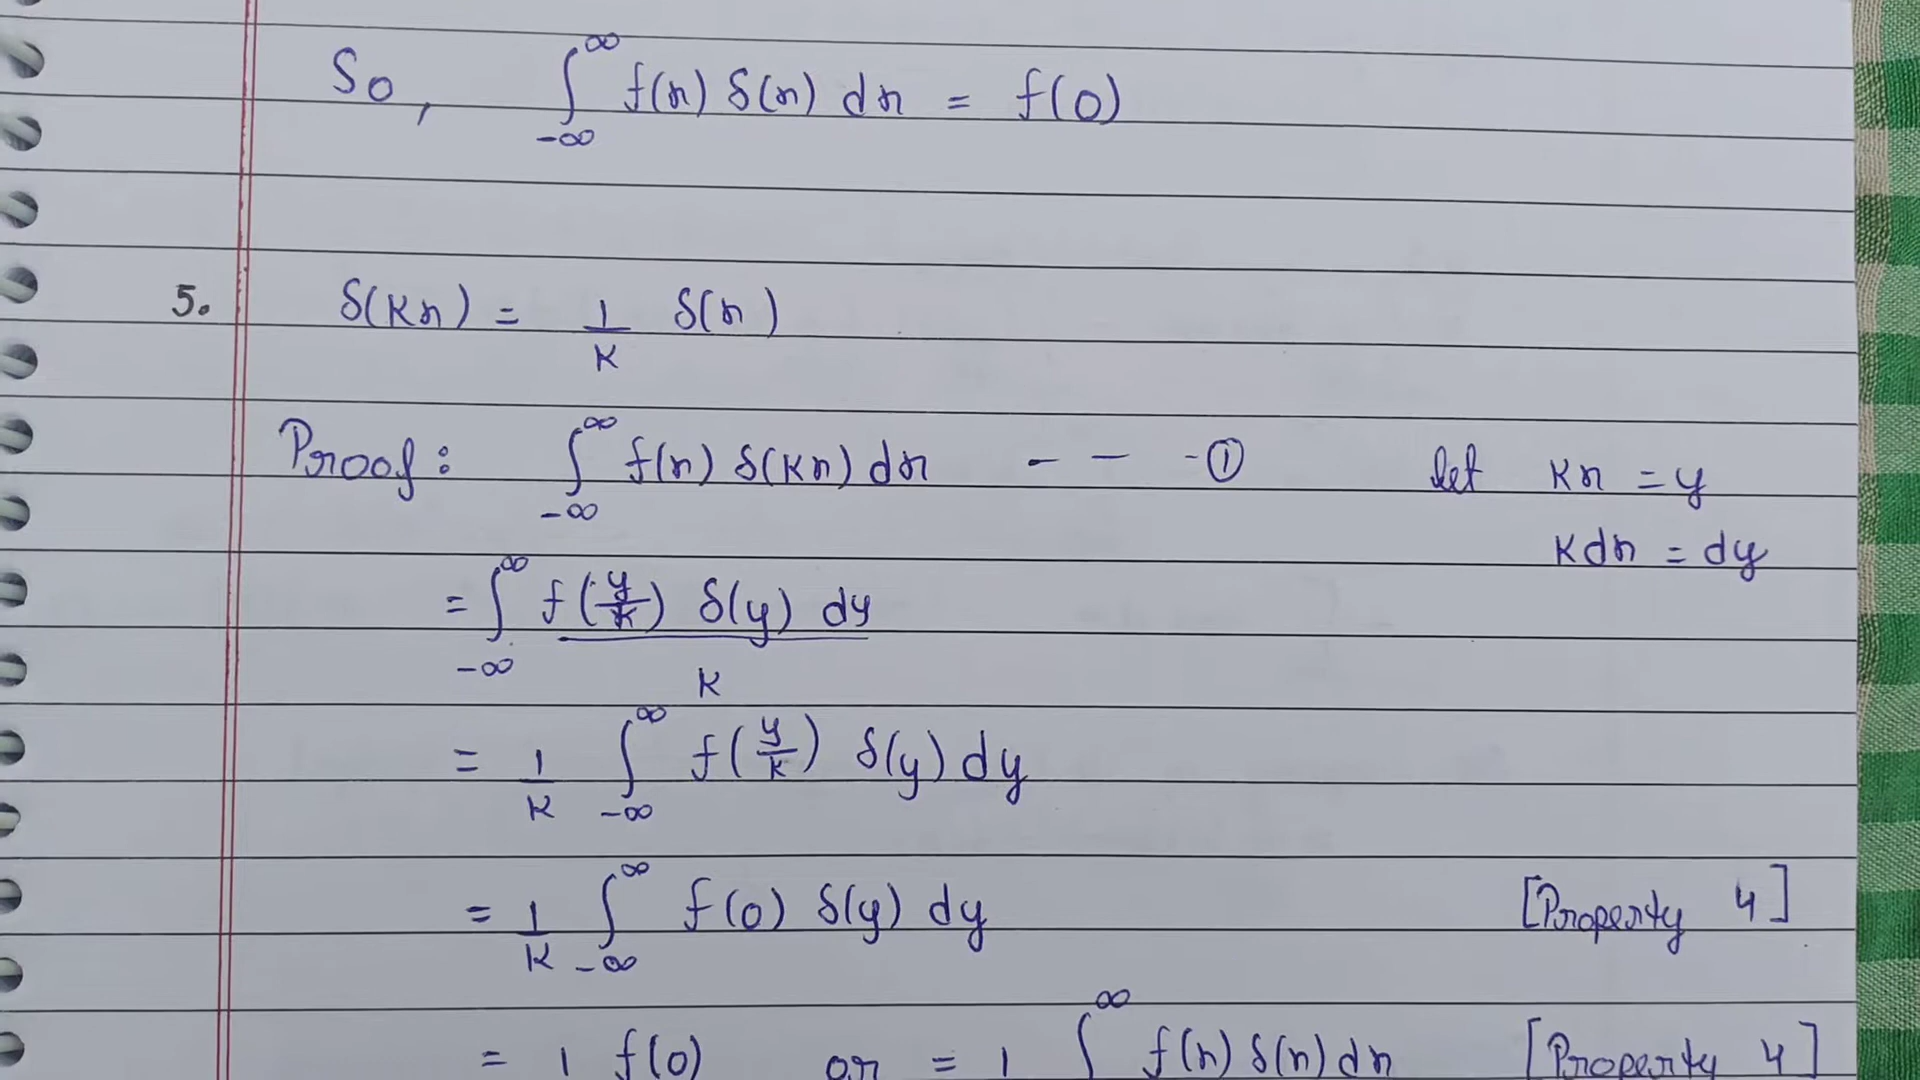 So, ∫_{-∞}^{∞} f(x) δ(x) dx = f(0)
5. δ(Kx) = 1/K δ(x)
Proof: ∫_{-∞}^{∞} f(x) δ(Kx) dx - - - ① let Kx = y
Kdx = dy
= ∫_{-∞}^{∞} f(y/K) δ(y) dy / K
= 1/K ∫_{-∞}^{∞} f(y/K) δ(y) dy
= 1/K ∫_{-∞}^{∞} f(0) δ(y) dy [Property 4]
= 1 f(0) or = 1 ∫^{∞} f(x) δ(x) dx [Property 4]